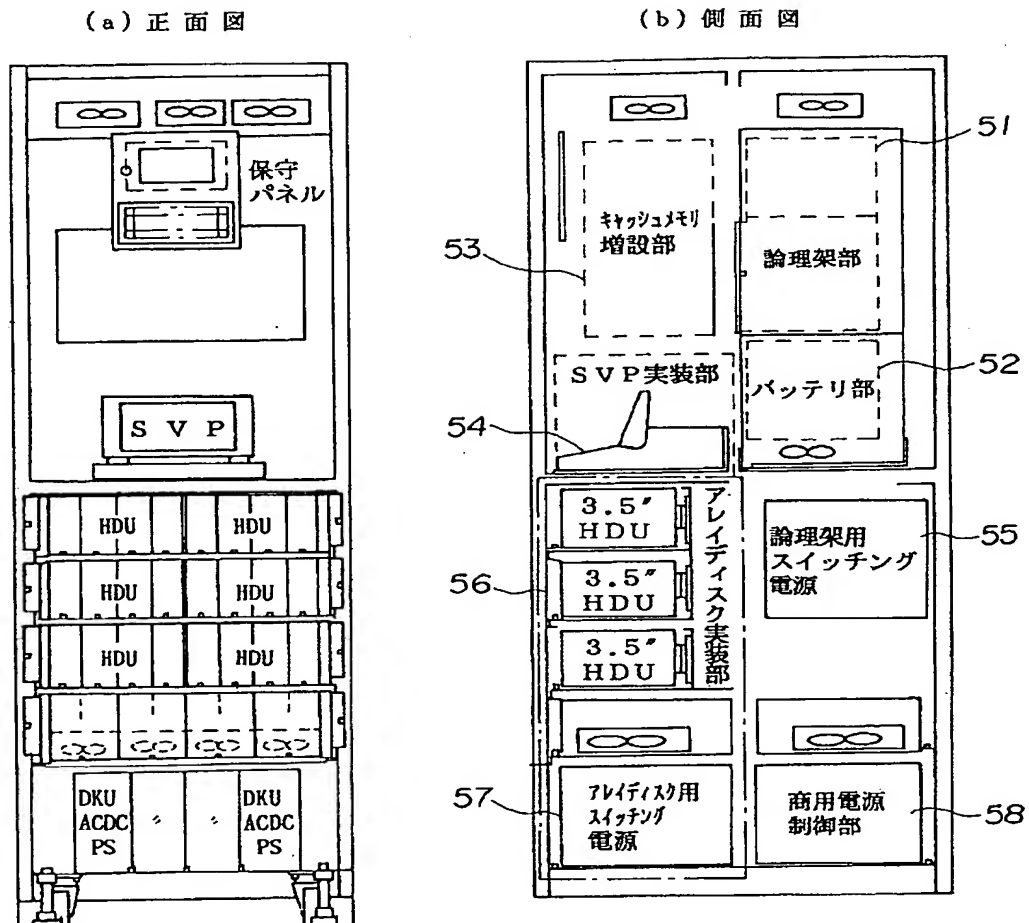 (a) 正面図
保守
パネル
SVP
HDU HDU
HDU HDU
HDU HDU
DKU
ACDC
PS
〃
〃
DKU
ACDC
PS
(b) 側面図
51
キャッシュメモリ
増設部
53
論理架部
SVP実装部
52
バッテリ部
54
3.5″
HDU
アレイディスク実装部
論理架用
スイッチング
電源
55
56
3.5″
HDU
3.5″
HDU
57
アレイディスク用
スイッチング
電源
商用電源
制御部
58